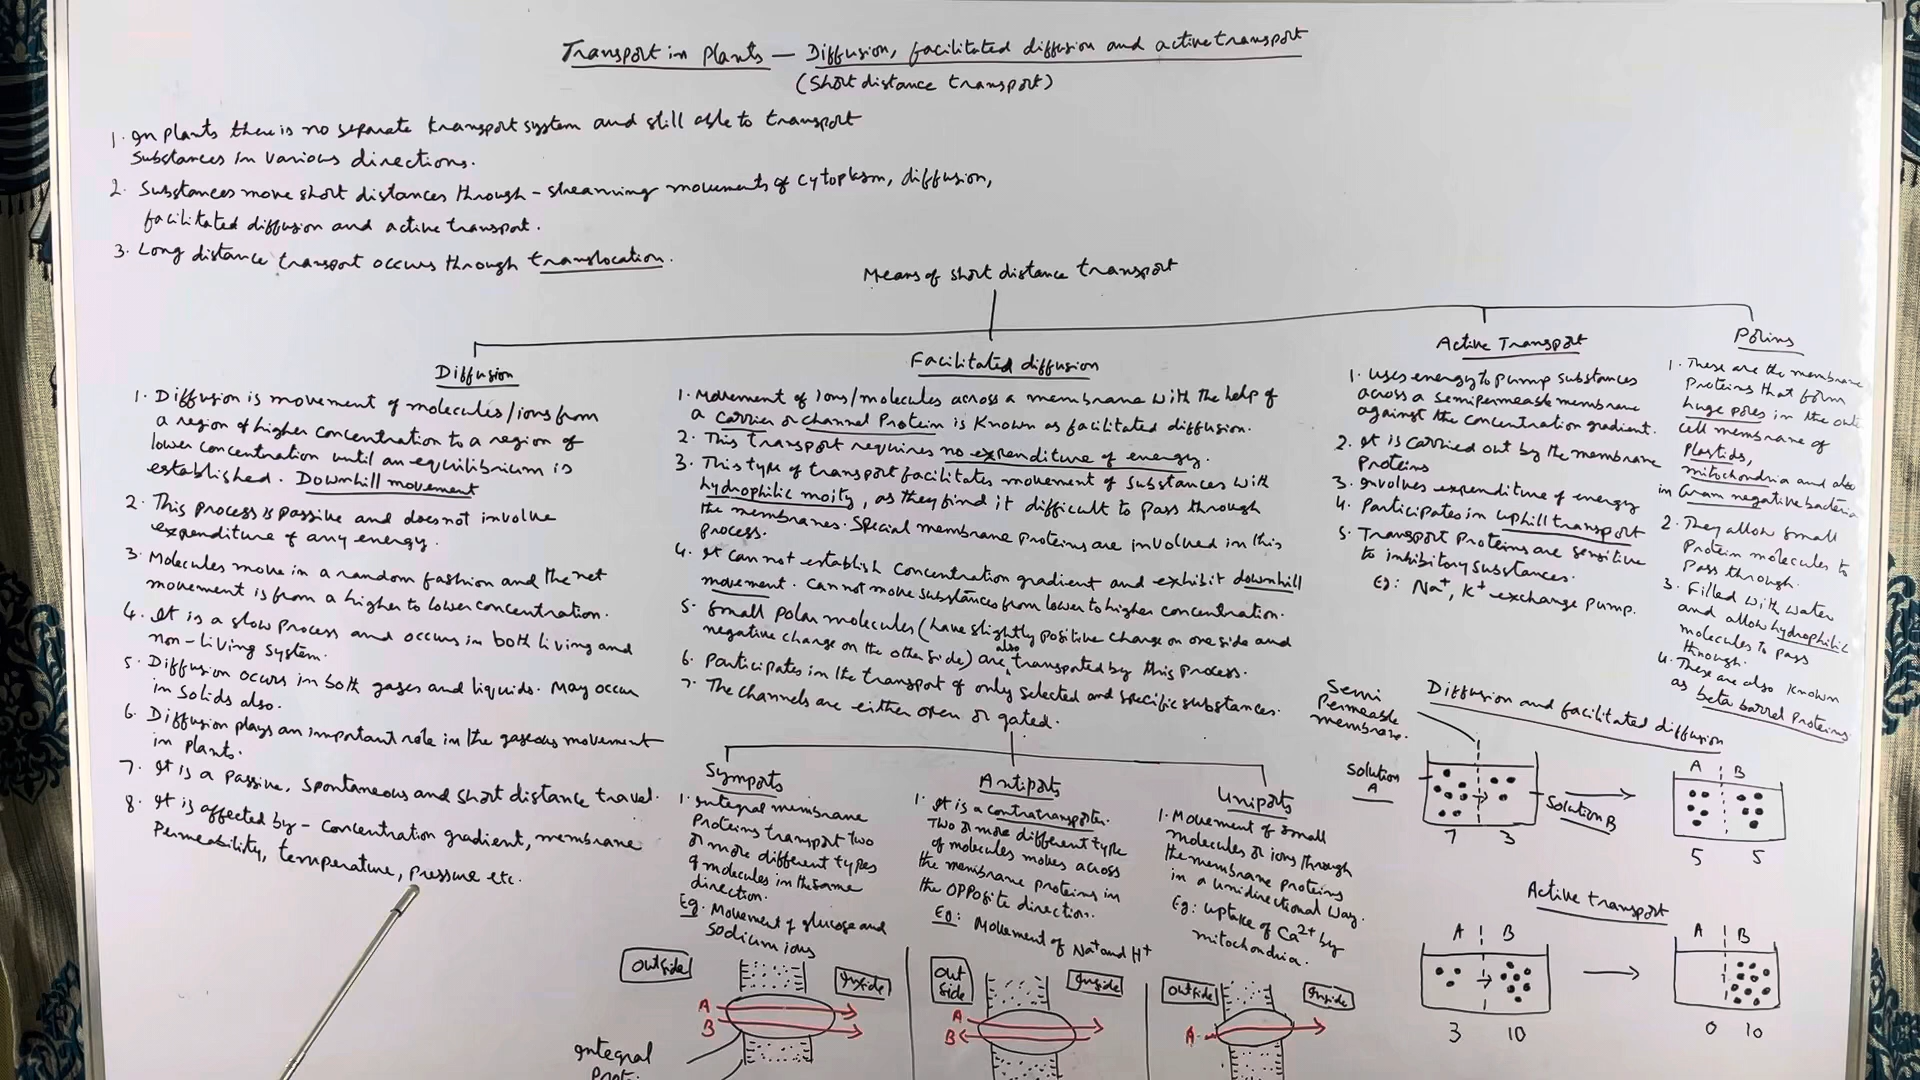 Transport in plants — Diffusion, facilitated diffusion and active transport
(Short distance transport)
1. In plants there is no separate transport system and still able to transport
substances in various directions.
2. Substances move short distances through - streaming movements of cytoplasm, diffusion,
facilitated diffusion and active transport.
3. Long distance transport occurs through translocation.
Means of short distance transport
Diffusion
1. Diffusion is movement of molecules/ions from
a region of higher concentration to a region of
lower concentration until an equilibrium is
established. Downhill movement
2. This process is passive and does not involve
expenditure of any energy.
3. Molecules move in a random fashion and the net
movement is from a higher to lower concentration.
4. It is a slow process and occurs in both living and
non-living system.
5. Diffusion occurs in both gases and liquids. May occur
in solids also.
6. Diffusion plays an important role in the gaseous movement
in plants.
7. It is a passive, spontaneous and short distance travel.
8. It is affected by - Concentration gradient, membrane
Permeability, temperature, pressure etc.
Facilitated diffusion
1. Movement of ions/molecules across a membrane with the help of
a carrier or channel protein is known as facilitated diffusion.
2. This transport requires no expenditure of energy.
3. This type of transport facilitates movement of substances with
hydrophilic moity, as they find it difficult to pass through
the membranes. Special membrane proteins are involved in this
process.
4. It can not establish concentration gradient and exhibit downhill
movement. Cannot move substances from lower to higher concentration.
5. Small polar molecules (have slightly positive charge on one side and
negative charge on the other side) are also transported by this process.
6. Participates in the transport of only selected and specific substances.
7. The channels are either open or gated.
Symports
1. Integral membrane
proteins transport two
or more different types
of molecules in the same
direction.
Eg. Movement of glucose and
sodium ions
Outside
Inside
A
B
Integral
Antiports
1. It is a contratransporter.
Two or more different type
of molecules moves across
the membrane proteins in
the opposite direction.
Eg: Movement of Na+ and H+
Out
side
Inside
A
B
Uniports
1. Movement of small
molecules or ions through
the membrane proteins
in a unidirectional way.
Eg: uptake of Ca2+ by
mitochondria.
Outside
Inside
A
Active Transport
1. Uses energy to pump substances
across a semipermeable membrane
against the concentration gradient.
2. It is carried out by the membrane
proteins
3. Involves expenditure of energy
4. Participates in uphill transport
5. Transport proteins are sensitive
to inhibitory substances.
Eg: Na+, K+ exchange pump.
Porins
1. These are the membrane
proteins that form
huge pores in the
cell membrane of
plastids,
mitochondria and also
in Gram negative bacteria
2. They allow small
protein molecules to
pass through.
3. Filled with water
and allow hydrophilic
molecules to pass
through.
4. These are also known
as beta barrel proteins
Diffusion and facilitated diffusion
Semi
Permeable
membrane.
Solution
A
Solution B
7 3
A B
5 5
Active transport
A B
3 10
A B
0 10